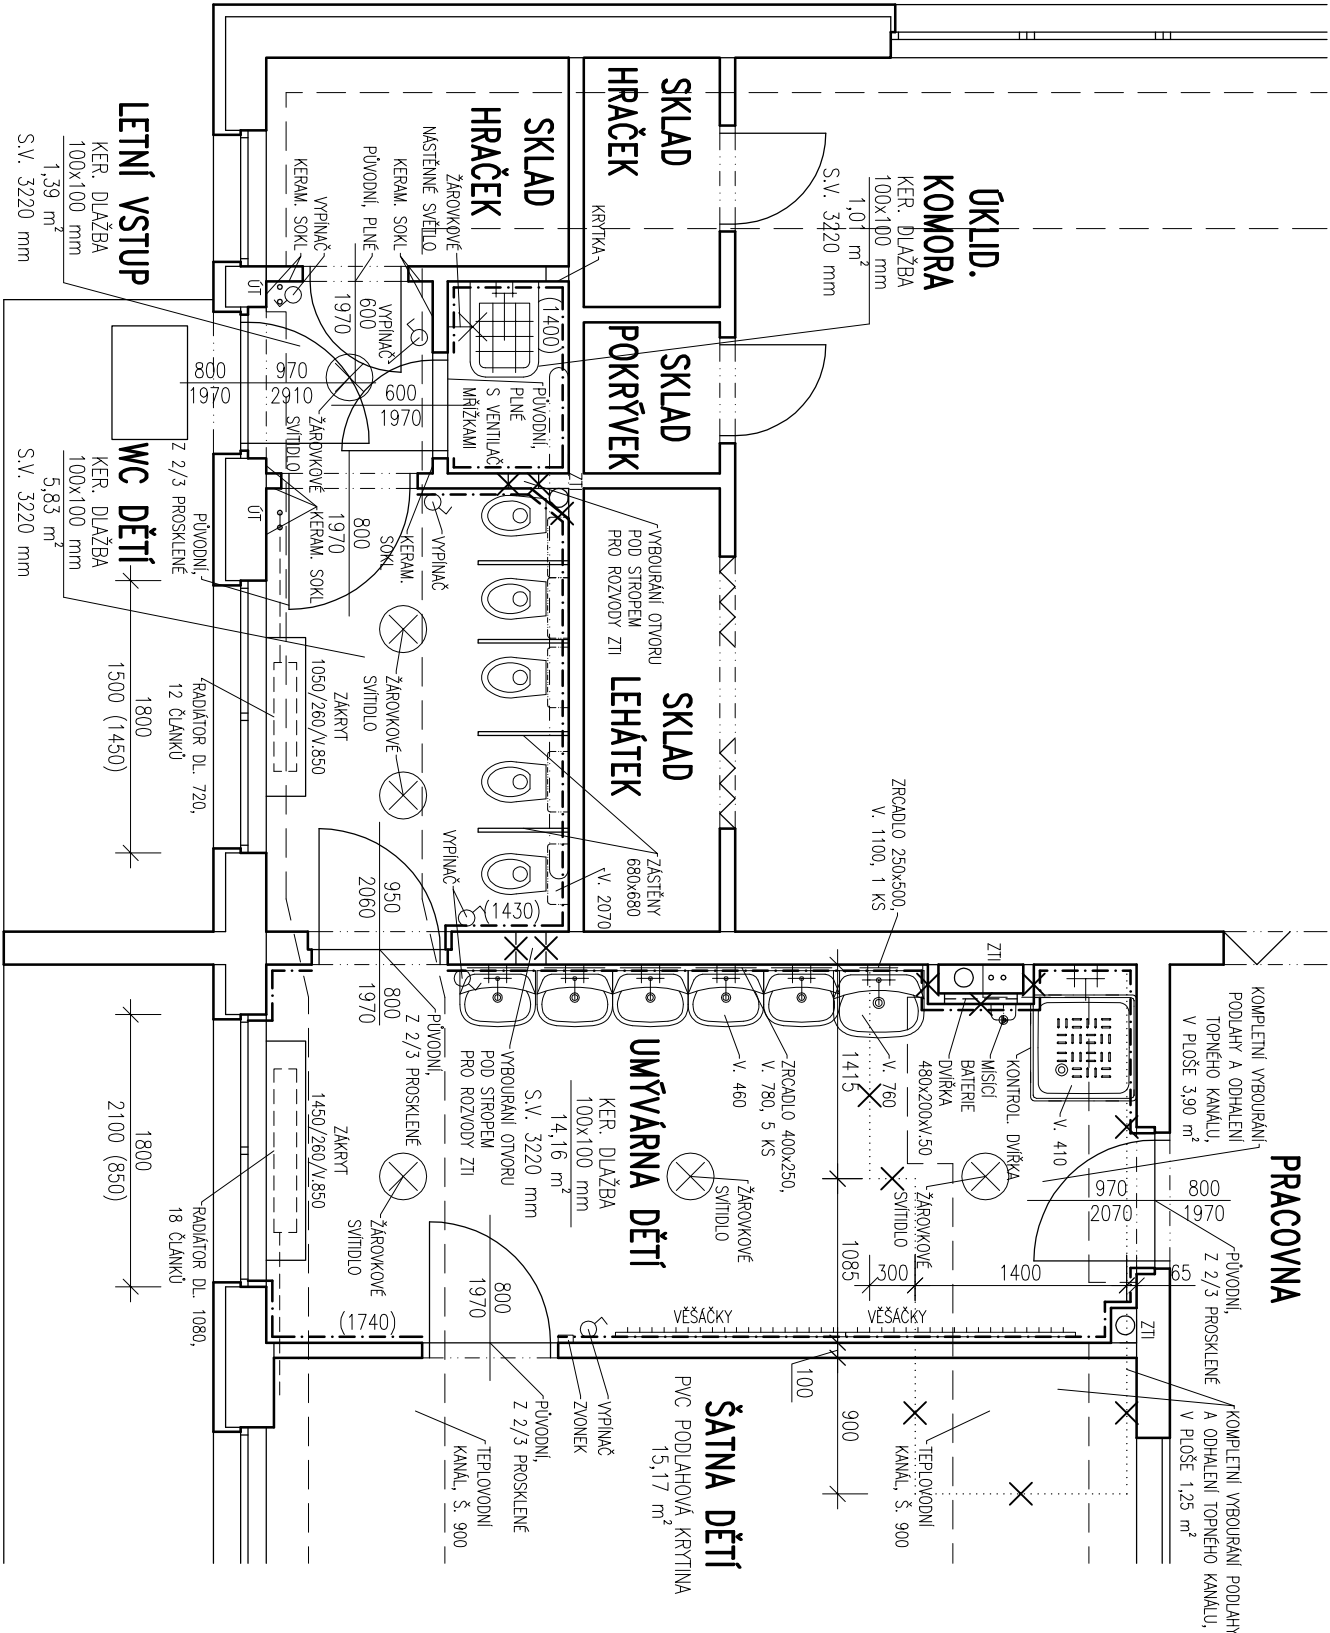 SKLAD
HRAČEK
SKLAD
HRAČEK
ÚKLID.
KOMORA
KER. DLAŽBA
100x100 mm
1,01 m²
S.V. 3220 mm
LETNÍ VSTUP
KER. DLAŽBA
100x100 mm
1,39 m²
S.V. 3220 mm
ŽÁROVKOVÉ
NÁSTĚNNÉ SVĚTLO
KERAM. SOKL
PŮVODNÍ, PLNÉ
VYPÍNAČ
KERAM. SOKL
KRYTKA
ÚT
600
1970
VYPÍNAČ
(1400)
SKLAD
POKRÝVEK
PŮVODNÍ,
PLNÉ
S VENTILAČ.
MŘÍŽKAMI
600
1970
970
2910
800
1970
ŽÁROVKOVÉ
SVÍTIDLO
WC DĚTÍ
KER. DLAŽBA
100x100 mm
5,83 m²
S.V. 3220 mm
PŮVODNÍ,
Z 2/3 PROSKLENÉ
ÚT
KERAM. SOKL
800
1970
KERAM.
SOKL
VYPÍNAČ
VYBOURÁNÍ OTVORU
POD STROPEM
PRO ROZVODY ZTI
SKLAD
LEHÁTEK
ŽÁROVKOVÉ
SVÍTIDLO
ZÁKRYT
1050/260/V.850
RADIÁTOR DL. 720,
12 ČLÁNKŮ
1800
1500 (1450)
ZÁSTĚNY
680x680
V. 2070
(1430)
VYPÍNAČ
950
2060
800
1970
PŮVODNÍ,
Z 2/3 PROSKLENÉ
ZRCADLO 250x500,
V. 1100, 1 KS
ZTI
KOMPLETNÍ VYBOURÁNÍ
PODLAHY A ODHALENÍ
TOPNÉHO KANÁLU,
V PLOŠE 3,90 m²
KONTROL. DVÍŘKA
MÍSÍCÍ
BATERIE
DVÍŘKA
480x200xV.50
V. 410
V. 760
1415
ZRCADLO 400x250,
V. 780, 5 KS
V. 460
UMÝVÁRNA DĚTÍ
KER. DLAŽBA
100x100 mm
14,16 m²
S.V. 3220 mm
VYBOURÁNÍ OTVORU
POD STROPEM
PRO ROZVODY ZTI
ZÁKRYT
1450/260/V.850
RADIÁTOR DL. 1080,
18 ČLÁNKŮ
1800
2100 (850)
ŽÁROVKOVÉ
SVÍTIDLO
ŽÁROVKOVÉ
SVÍTIDLO
ŽÁROVKOVÉ
SVÍTIDLO
PRACOVNA
800
1970
970
2070
PŮVODNÍ,
Z 2/3 PROSKLENÉ
1085
300
1400
65
VĚŠÁČKY
VĚŠÁČKY
ZTI
(1740)
800
1970
KOMPLETNÍ VYBOURÁNÍ PODLAHY
A ODHALENÍ TOPNÉHO KANÁLU,
V PLOŠE 1,25 m²
100
900
VYPÍNAČ
ZVONEK
PŮVODNÍ,
Z 2/3 PROSKLENÉ
TEPLOVODNÍ
KANÁL, Š. 900
TEPLOVODNÍ
KANÁL, Š. 900
ŠATNA DĚTÍ
PVC PODLAHOVÁ KRYTINA
15,17 m²